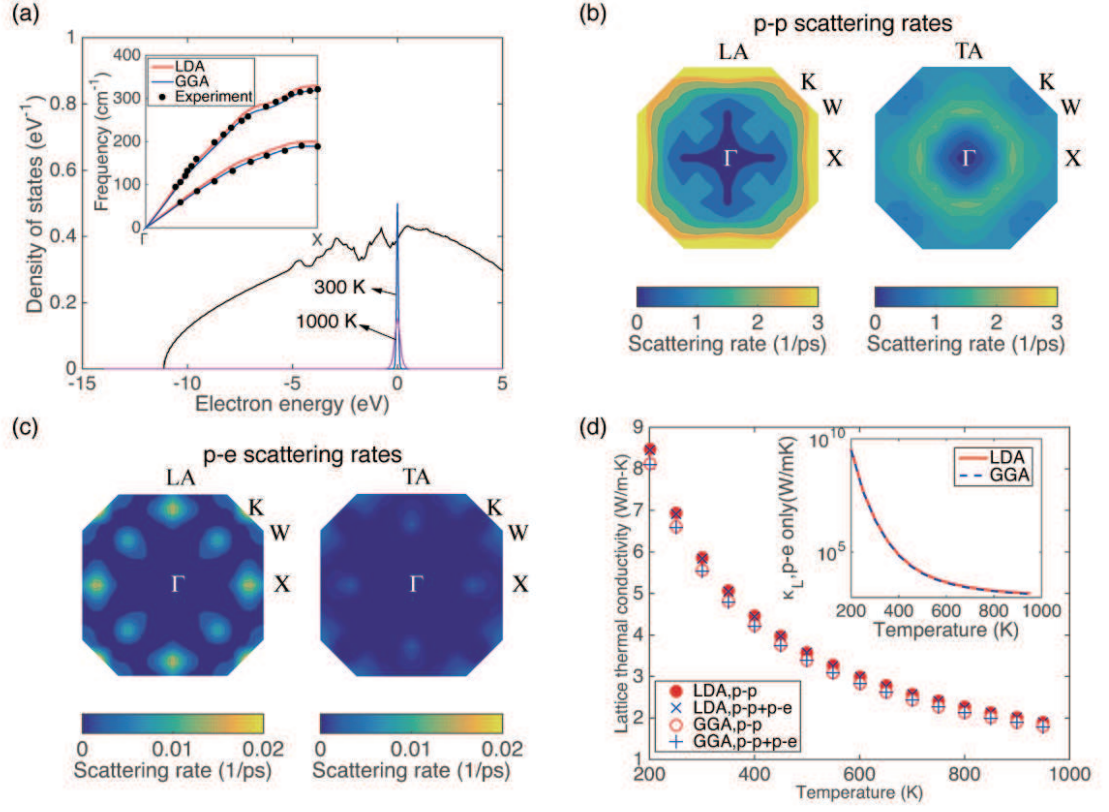 (a)
1
0.8
0.6
0.4
0.2
0
Density of states (eV⁻¹)
-15
-10
-5
0
5
Electron energy (eV)
300 K
1000 K
400
300
200
100
0
Frequency (cm⁻¹)
Γ
X
LDA
GGA
Experiment
(b)
p-p scattering rates
LA
TA
K
W
X
Γ
K
W
X
Γ
0 1 2 3
Scattering rate (1/ps)
0 1 2 3
Scattering rate (1/ps)
(c)
p-e scattering rates
LA
TA
K
W
X
Γ
K
W
X
Γ
0 0.01 0.02
Scattering rate (1/ps)
0 0.01 0.02
Scattering rate (1/ps)
(d)
9
8
7
6
5
4
3
2
1
Lattice thermal conductivity (W/m-K)
200 400 600 800 1000
Temperature (K)
LDA,p-p
LDA,p-p+p-e
GGA,p-p
GGA,p-p+p-e
10¹⁰
10⁵
κL,p-e only(W/mK)
LDA
GGA
200 400 600 800 1000
Temperature (K)